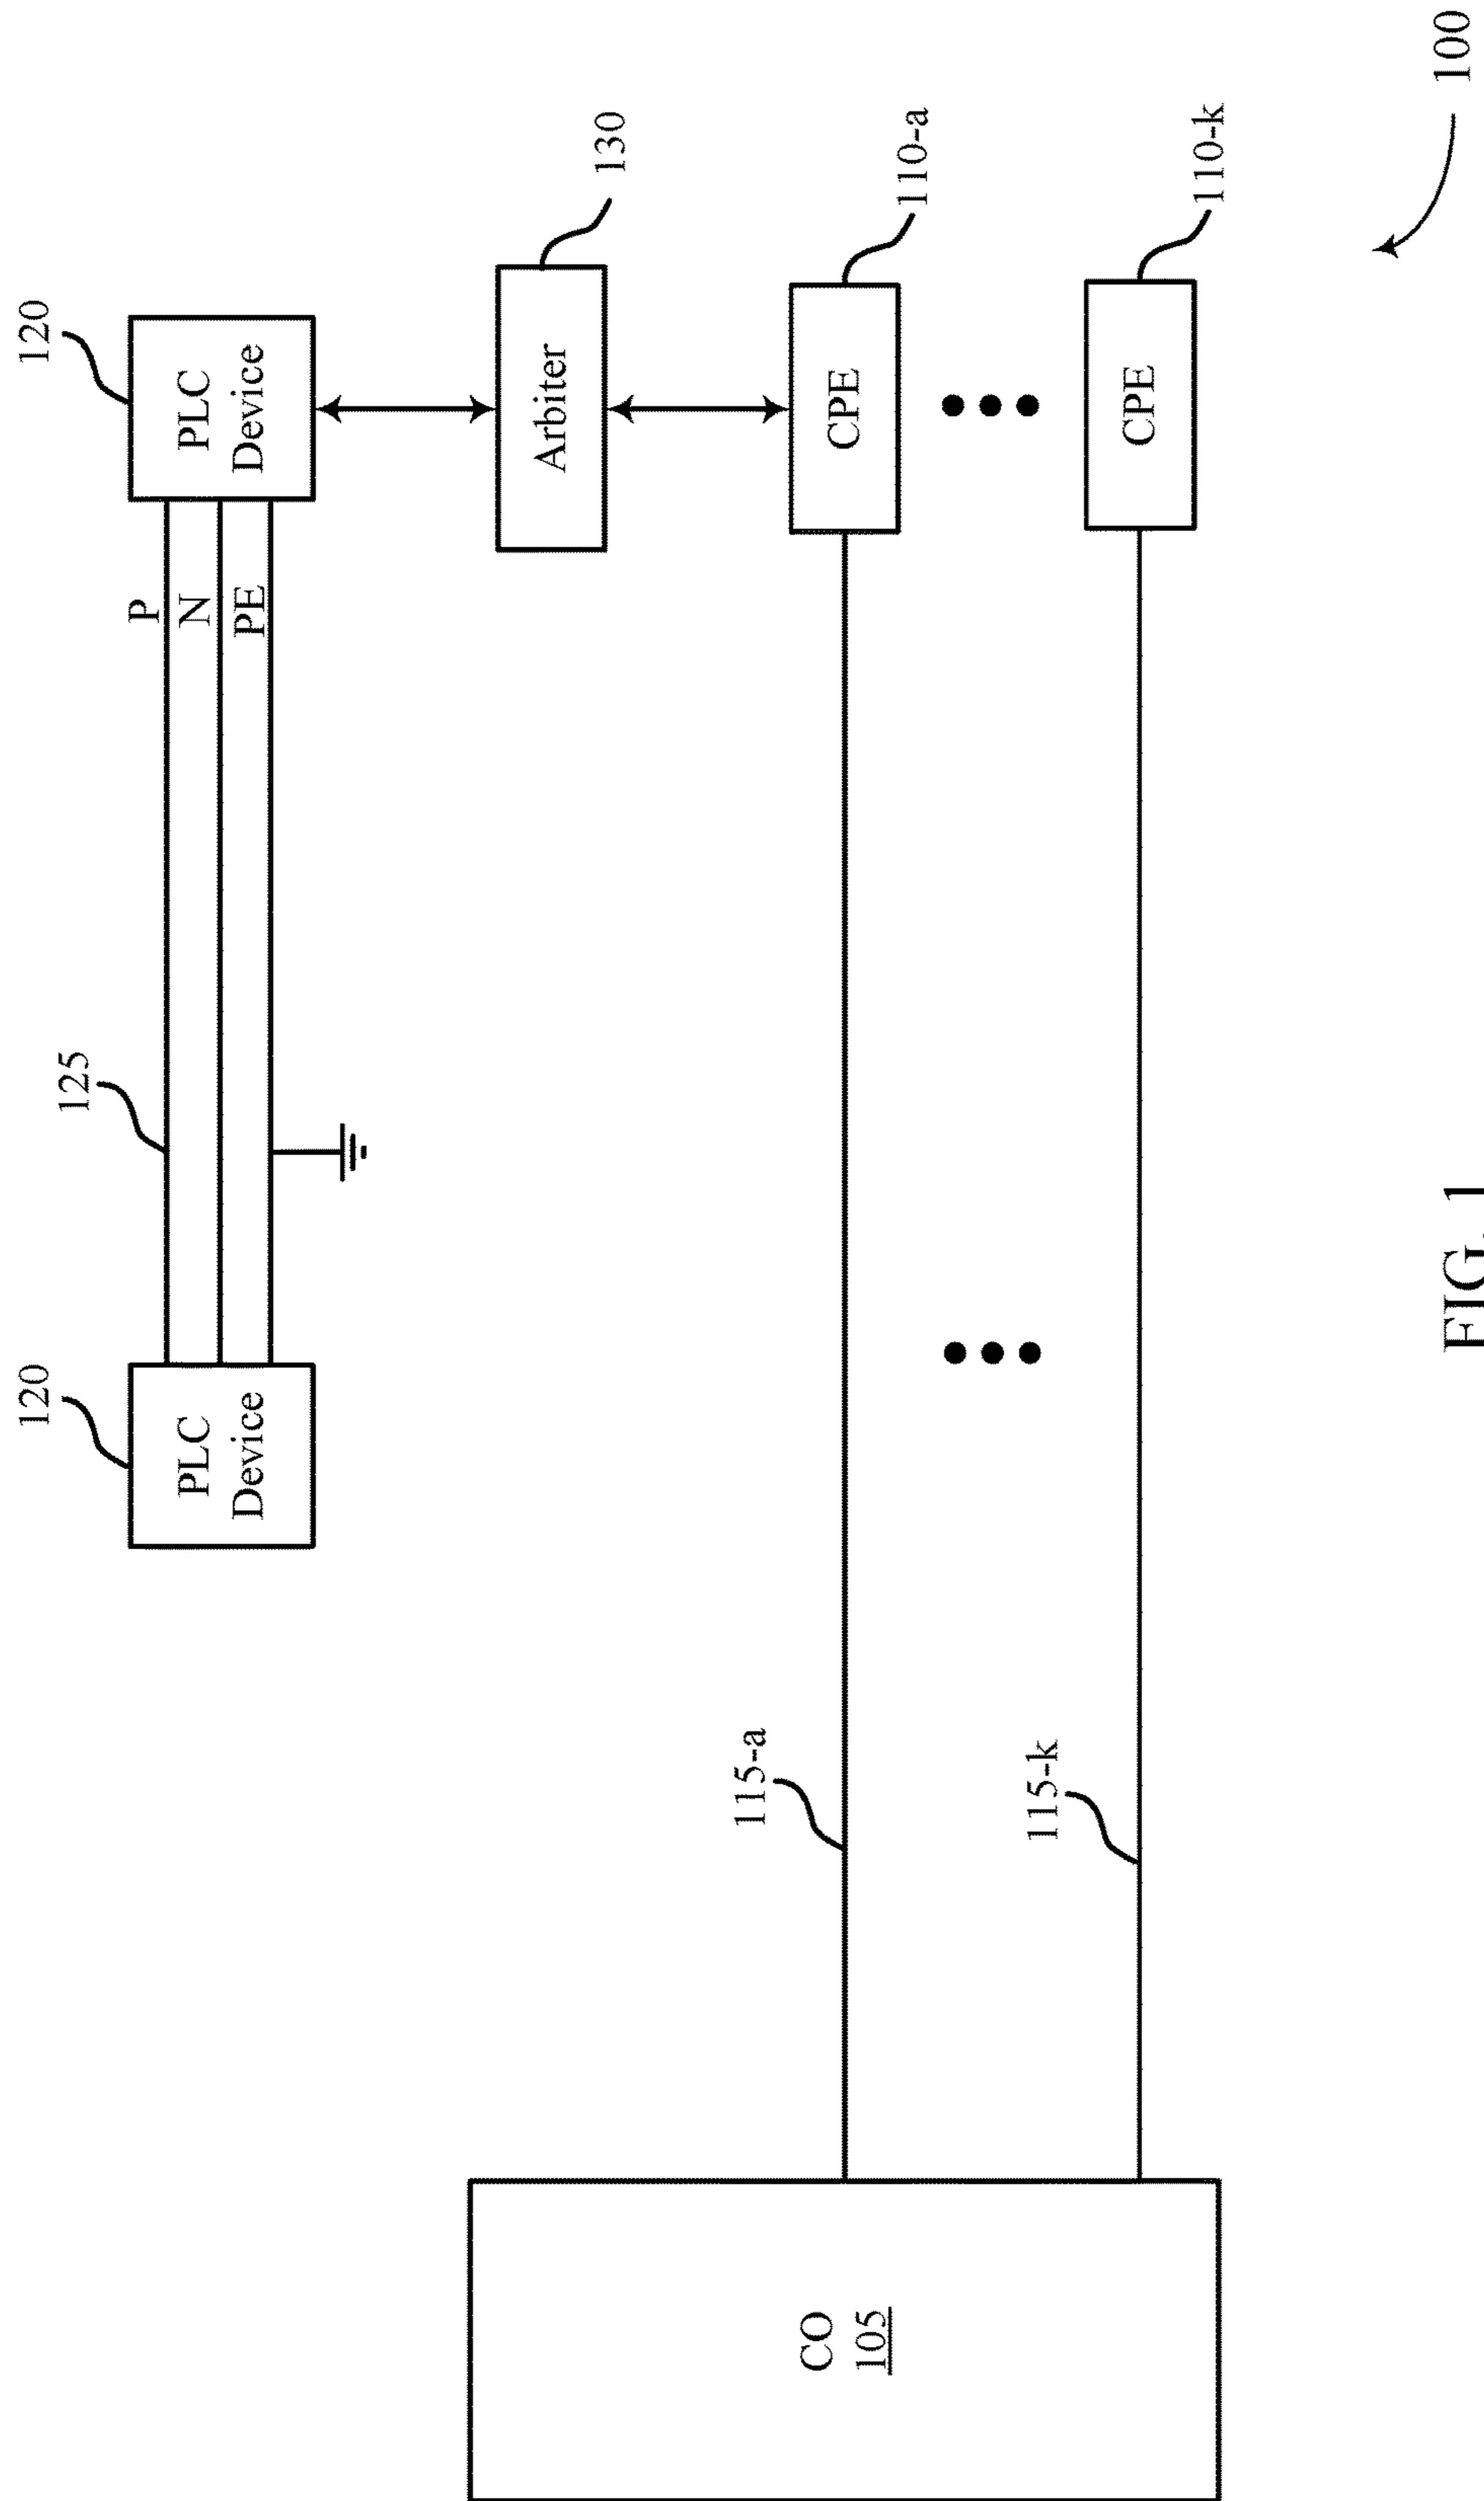 120
PLC
Device
125
P
N
PE
120
PLC
Device
Arbiter
130
CO
105
115-a
CPE
110-a
115-k
CPE
110-k
100
FIG. 1